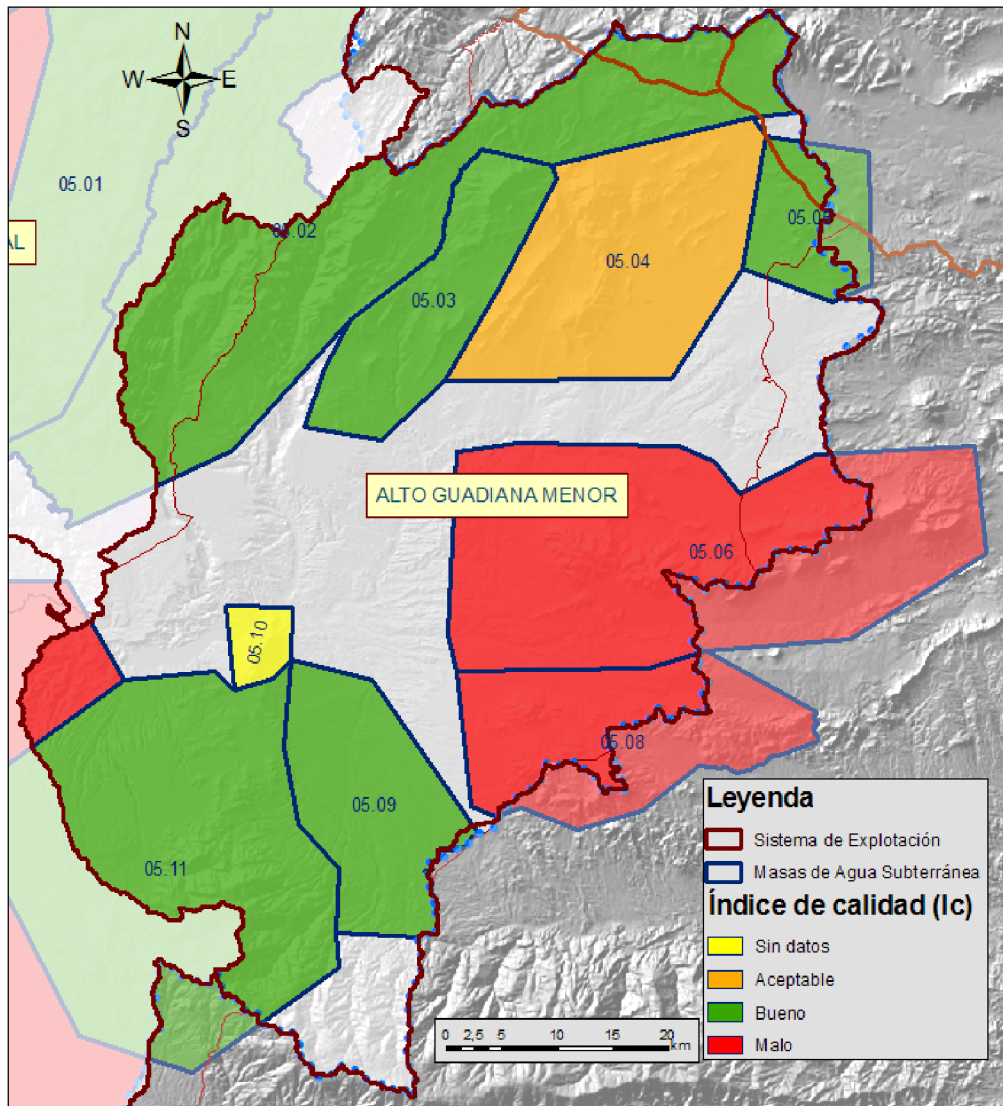 N
W E
S
05.01
AL
05.02
05.03
05.04
05.05
ALTO GUADIANA MENOR
05.06
05.10
05.08
05.09
05.11
Leyenda
Sistema de Explotación
Masas de Agua Subterránea
Índice de calidad (Ic)
Sin datos
Aceptable
Bueno
Malo
0 2,5 5 10 15 20
km